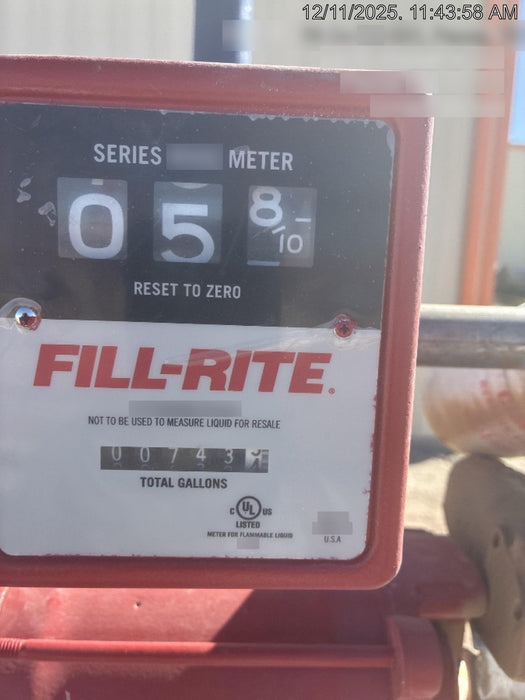 12/11/2025, 11:43:58 AM
SERIES METER
0 5 8/10
RESET TO ZERO
FILL-RITE®
NOT TO BE USED TO MEASURE LIQUID FOR RESALE
0 0 7 4 3
TOTAL GALLONS
C UL US
LISTED
METER FOR FLAMMABLE LIQUID
U.S.A